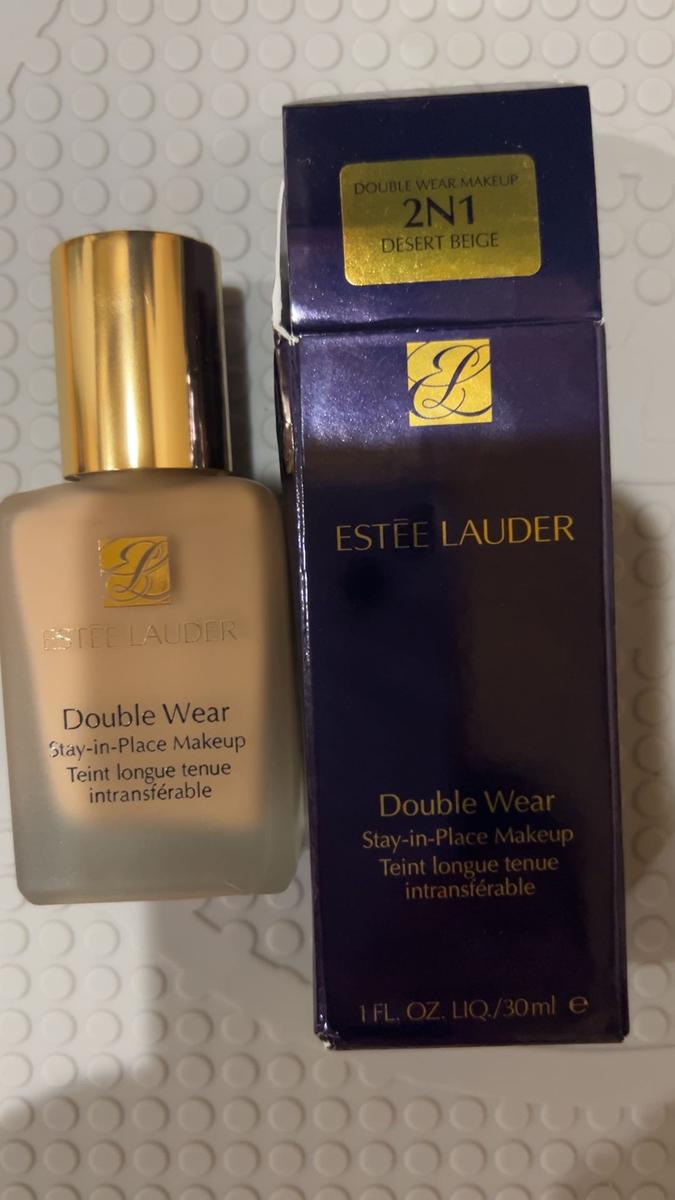 ESTĒE LAUDER
Double Wear
Stay-in-Place Makeup
Teint longue tenue
intransférable
DOUBLE WEAR MAKEUP
2N1
DESERT BEIGE
ESTĒE LAUDER
Double Wear
Stay-in-Place Makeup
Teint longue tenue
intransférable
1 FL. OZ. LIQ./30ml ℮